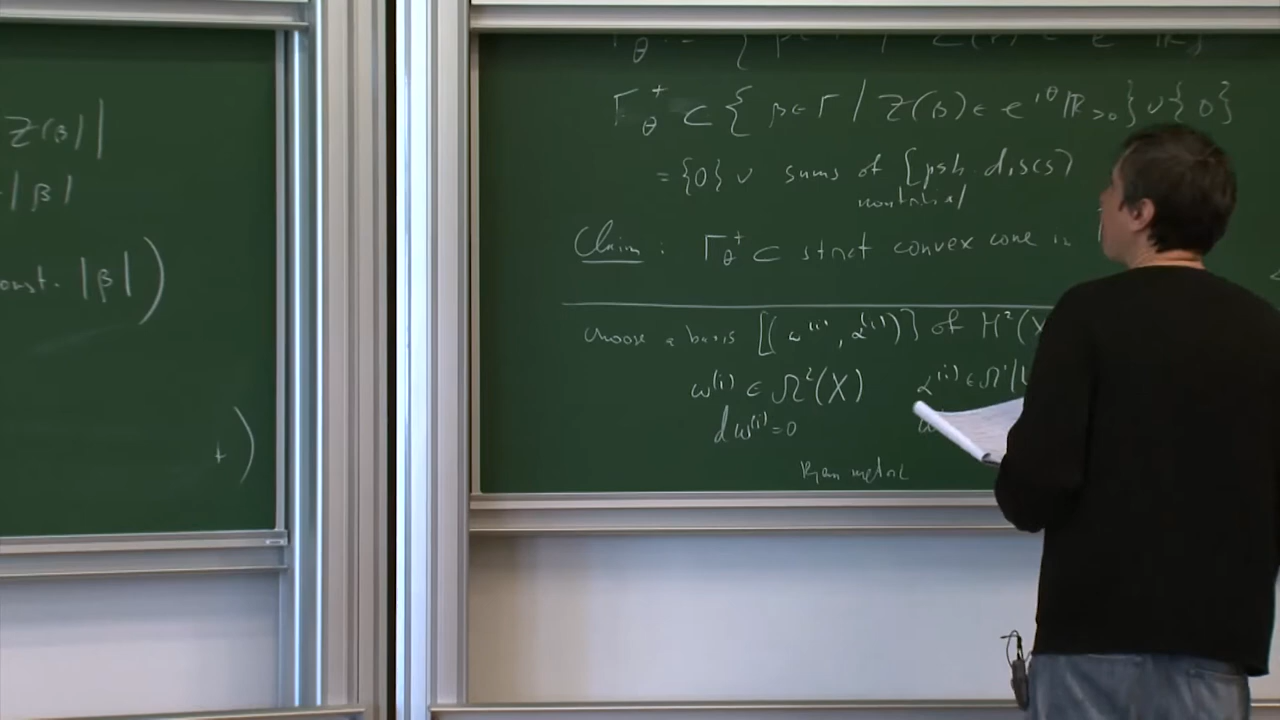 Z(β)|
|β|
const. |β| )
+ )
Γ_θ^+ ⊂ { β ∈ Γ / Z(β) ∈ e^{iθ} ℝ_{>0} } ∪ {0}
= {0} ∪ sums of [psh. discs]
nontrivial
Claim : Γ_θ^+ ⊂ strict convex cone in
choose a basis [(ω^{(i)}, α^{(i)})] of H^2(X
ω^{(i)} ∈ Ω^2(X) α^{(i)} ∈ Ω^1(L
dω^{(i)} = 0
Riem metric